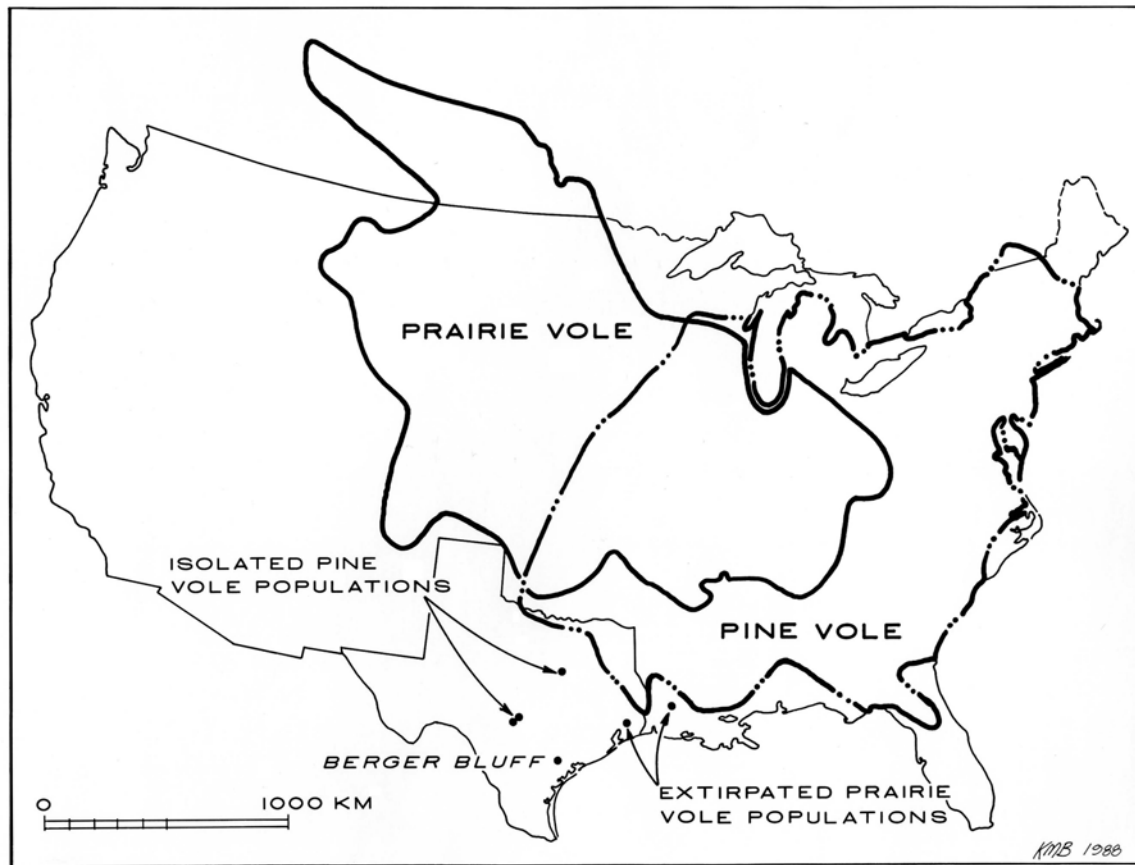 PRAIRIE VOLE
ISOLATED PINE
VOLE POPULATIONS
PINE VOLE
BERGER BLUFF
EXTIRPATED PRAIRIE
VOLE POPULATIONS
0
1000 KM
KMB 1988